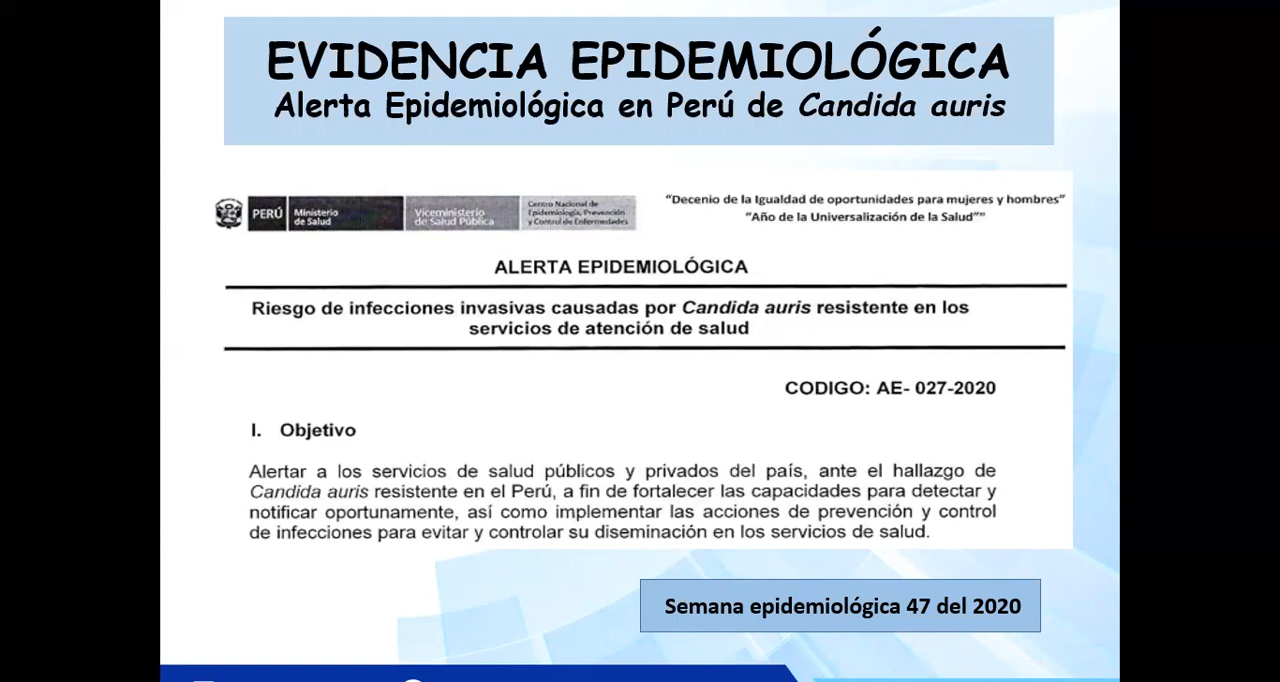 EVIDENCIA EPIDEMIOLÓGICA
Alerta Epidemiológica en Perú de Candida auris
PERÚ
Ministerio
de Salud
Viceministerio
de Salud Pública
Centro Nacional de
Epidemiología, Prevención
y Control de Enfermedades
“Decenio de la Igualdad de oportunidades para mujeres y hombres”
“Año de la Universalización de la Salud””
ALERTA EPIDEMIOLÓGICA
Riesgo de infecciones invasivas causadas por Candida auris resistente en los
servicios de atención de salud
CODIGO: AE- 027-2020
I. Objetivo
Alertar a los servicios de salud públicos y privados del país, ante el hallazgo de
Candida auris resistente en el Perú, a fin de fortalecer las capacidades para detectar y
notificar oportunamente, así como implementar las acciones de prevención y control
de infecciones para evitar y controlar su diseminación en los servicios de salud.
Semana epidemiológica 47 del 2020